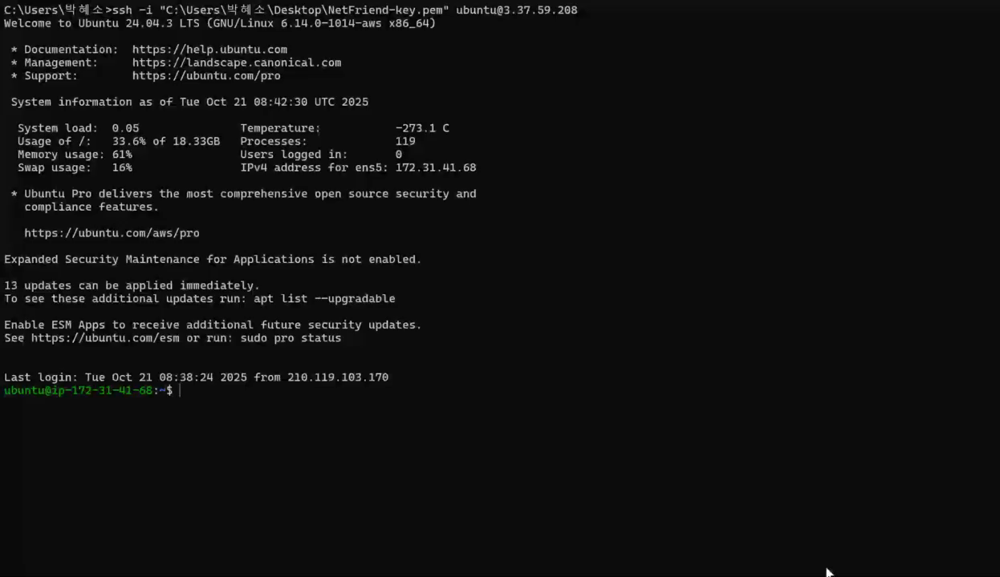 C:\Users\박혜소>ssh -i "C:\Users\박혜소\Desktop\NetFriend-key.pem" ubuntu@3.37.59.208
Welcome to Ubuntu 24.04.3 LTS (GNU/Linux 6.14.0-1014-aws x86_64)
* Documentation:  https://help.ubuntu.com
* Management:     https://landscape.canonical.com
* Support:        https://ubuntu.com/pro
System information as of Tue Oct 21 08:42:30 UTC 2025
System load:  0.05               Temperature:           -273.1 C
Usage of /:   33.6% of 18.33GB   Processes:             119
Memory usage: 61%                Users logged in:       0
Swap usage:   16%                IPv4 address for ens5: 172.31.41.68
* Ubuntu Pro delivers the most comprehensive open source security and
compliance features.
https://ubuntu.com/aws/pro
Expanded Security Maintenance for Applications is not enabled.
13 updates can be applied immediately.
To see these additional updates run: apt list --upgradable
Enable ESM Apps to receive additional future security updates.
See https://ubuntu.com/esm or run: sudo pro status
Last login: Tue Oct 21 08:38:24 2025 from 210.119.103.170
ubuntu@ip-172-31-41-68:~$